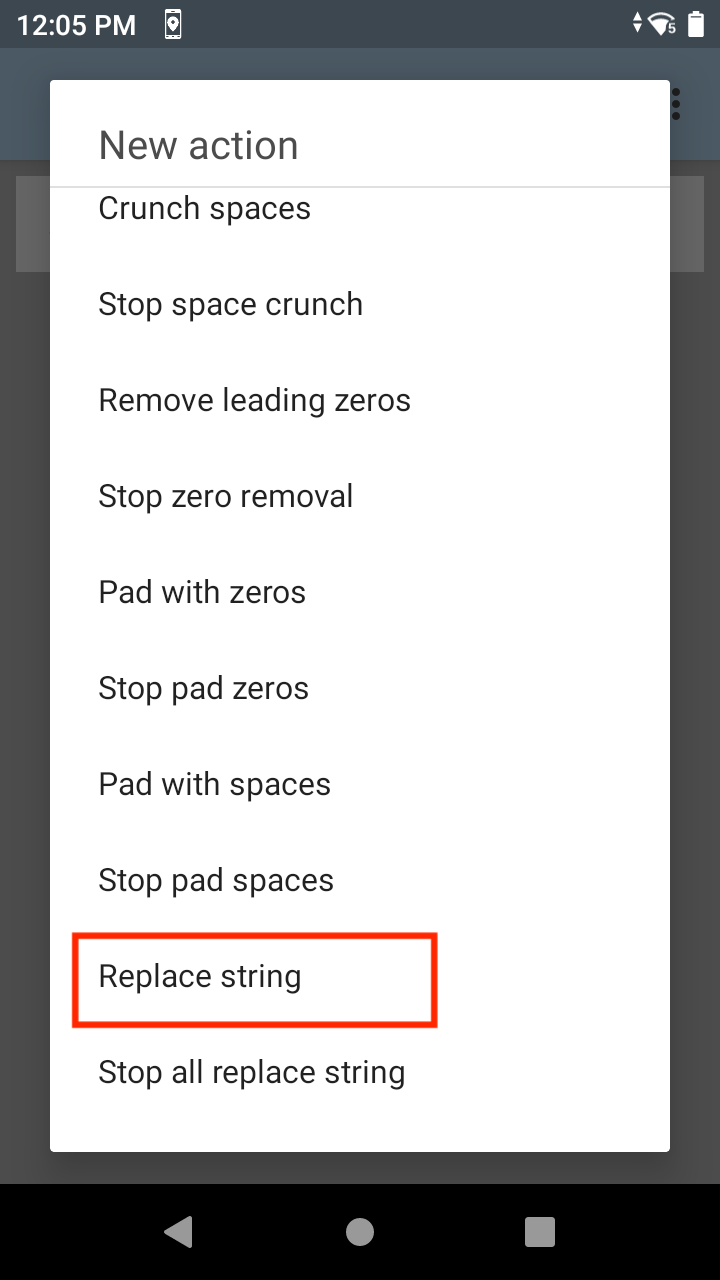 12:05 PM
5
New action
Crunch spaces
Stop space crunch
Remove leading zeros
Stop zero removal
Pad with zeros
Stop pad zeros
Pad with spaces
Stop pad spaces
Replace string
Stop all replace string